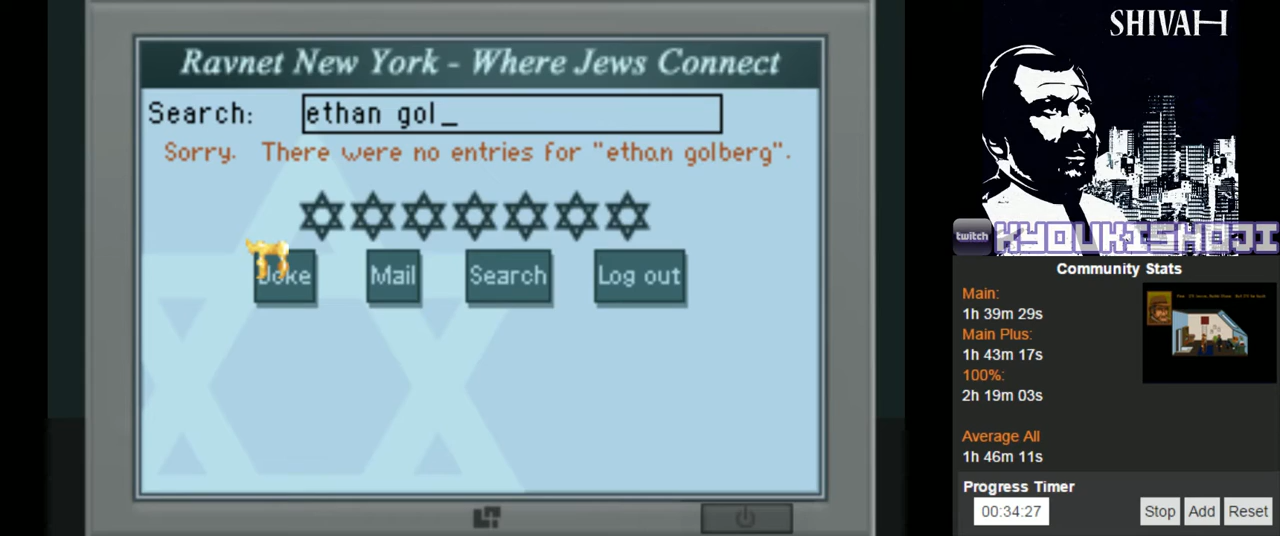 Ravnet New York - Where Jews Connect
Search: ethan gol_
Sorry. There were no entries for "ethan golberg".
Joke Mail Search Log out
SHIVAH
twitch KYOUKISHOJI
Community Stats
Main:
1h 39m 29s
Main Plus:
1h 43m 17s
100%:
2h 19m 03s
Average All
1h 46m 11s
Progress Timer
00:34:27 Stop Add Reset